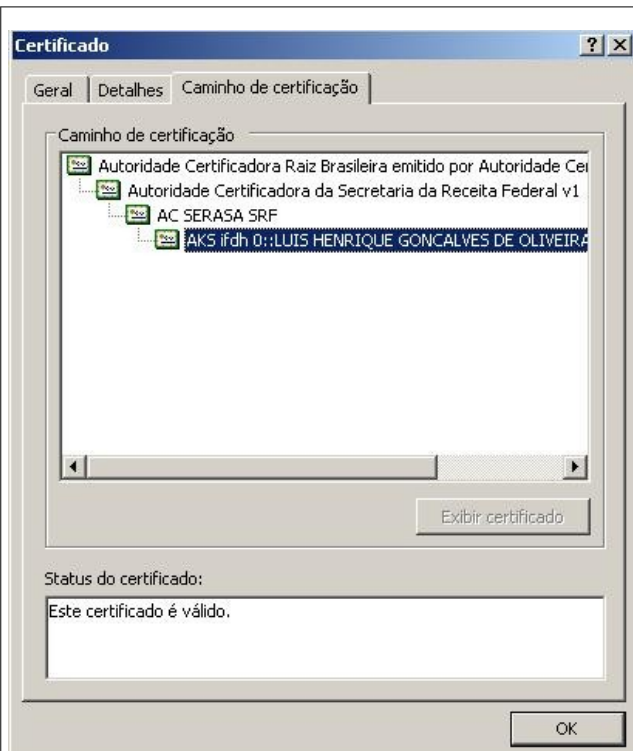 Certificado
Geral Detalhes Caminho de certificação
Caminho de certificação
Autoridade Certificadora Raiz Brasileira emitido por Autoridade Cer
Autoridade Certificadora da Secretaria da Receita Federal v1
AC SERASA SRF
AKS ifdh 0::LUIS HENRIQUE GONCALVES DE OLIVEIRA
Exibir certificado
Status do certificado:
Este certificado é válido.
OK